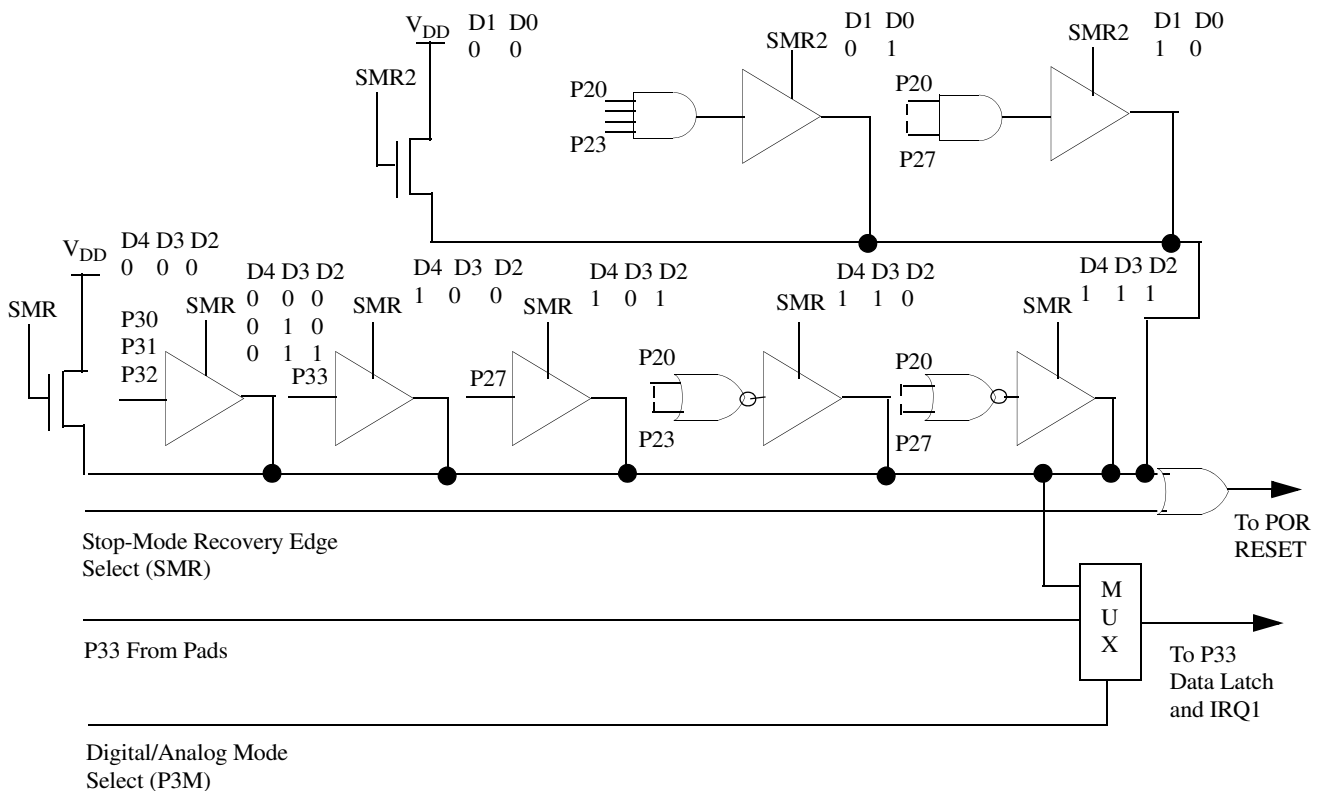 V_DD D1 D0
0 0
SMR2
D1 D0
0 1
SMR2
P20
P23
D1 D0
1 0
SMR2
P20
P27
V_DD D4 D3 D2
0 0 0
SMR
P30
P31
P32
SMR
D4 D3 D2
0 0 0
0 1 0
0 1 1
P33
SMR
D4 D3 D2
1 0 0
P27
SMR
D4 D3 D2
1 0 1
P20
P23
SMR
D4 D3 D2
1 1 0
P20
P27
SMR
D4 D3 D2
1 1 1
To POR
RESET
Stop-Mode Recovery Edge
Select (SMR)
M
U
X
P33 From Pads
To P33
Data Latch
and IRQ1
Digital/Analog Mode
Select (P3M)